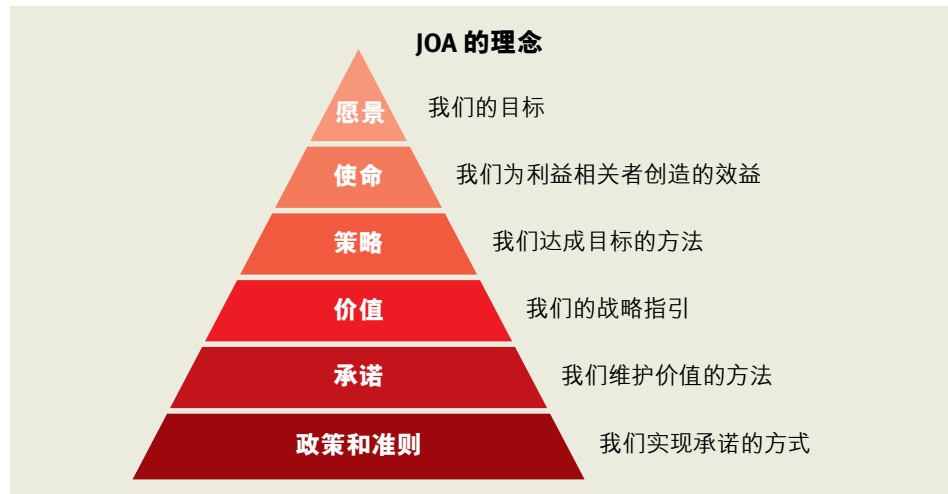 JOA 的理念
愿景 我们的目标
使命 我们为利益相关者创造的效益
策略 我们达成目标的方法
价值 我们的战略指引
承诺 我们维护价值的方法
政策和准则 我们实现承诺的方式